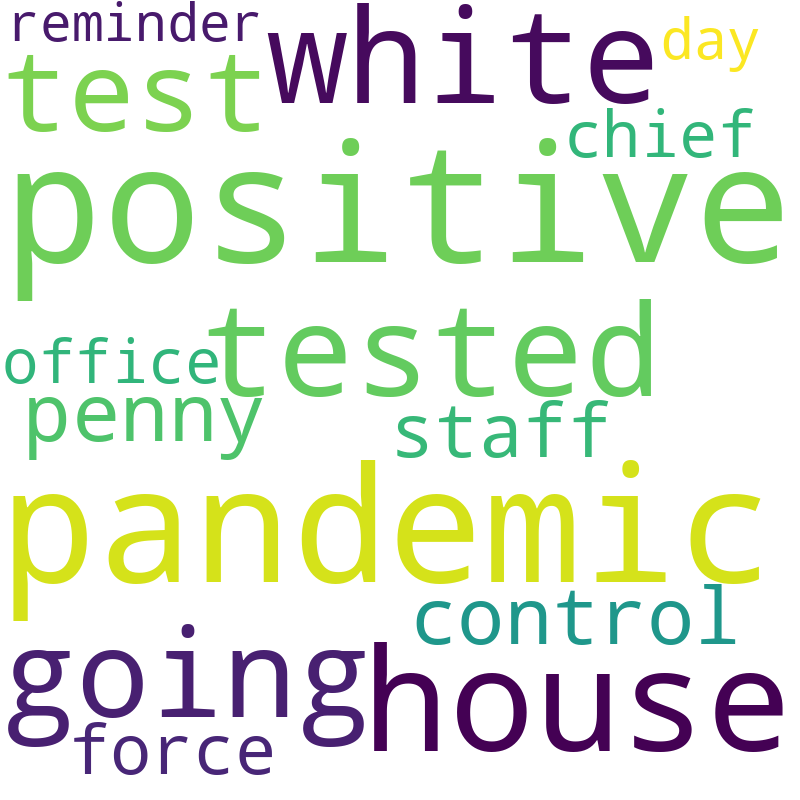 reminder
white
day
test
chief
positive
tested
office
penny
staff
pandemic
control
going
house
force